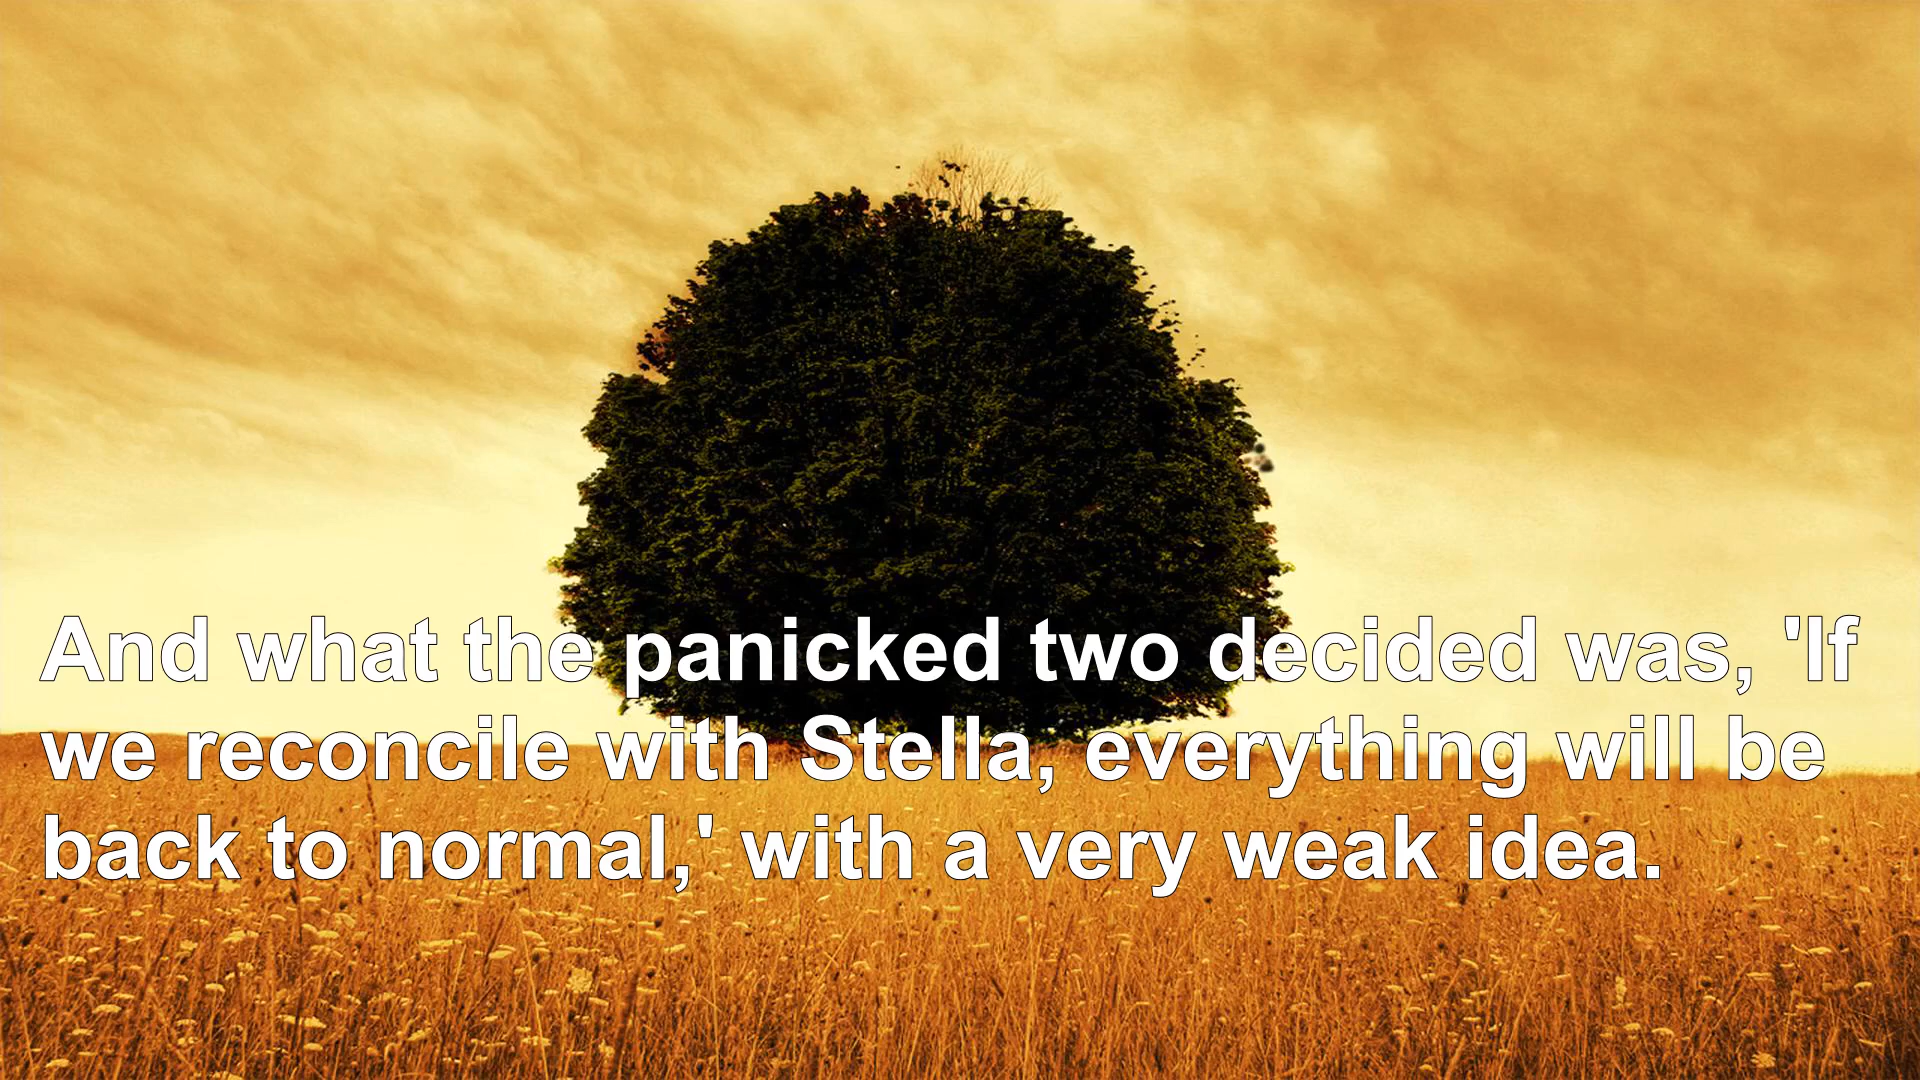 And what the panicked two decided was, 'If
we reconcile with Stella, everything will be
back to normal,' with a very weak idea.